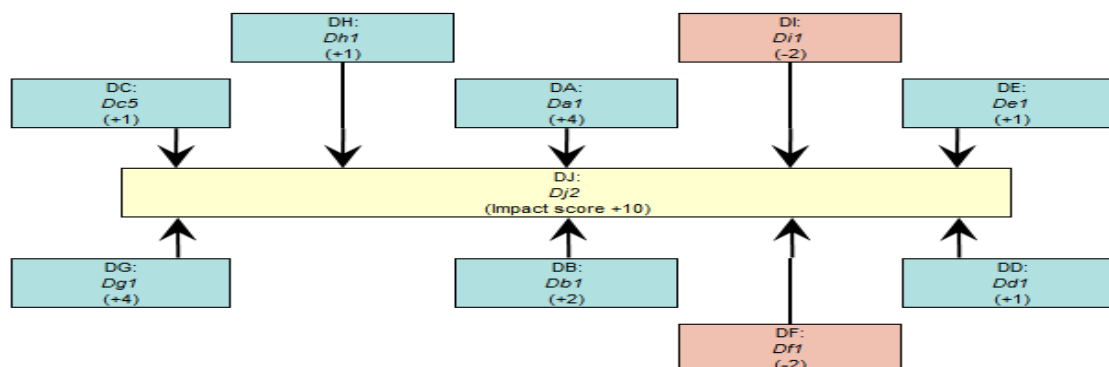 DH:
Dh1
(+1)
DI:
Di1
(-2)
DC:
Dc5
(+1)
DA:
Da1
(+4)
DE:
De1
(+1)
DJ:
Dj2
(Impact score +10)
DG:
Dg1
(+4)
DB:
Db1
(+2)
DD:
Dd1
(+1)
DF:
Df1
(-2)